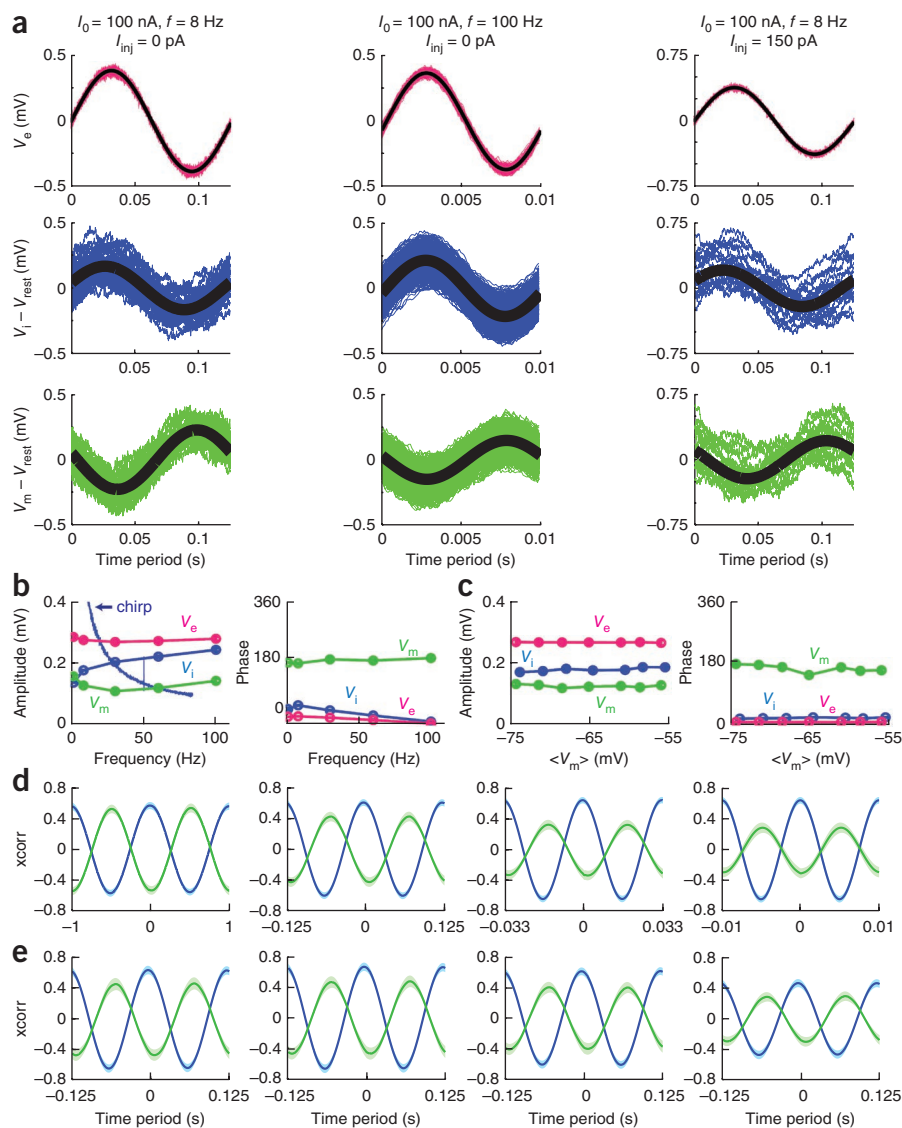 a
I0 = 100 nA, f = 8 Hz
Iinj = 0 pA
I0 = 100 nA, f = 100 Hz
Iinj = 0 pA
I0 = 100 nA, f = 8 Hz
Iinj = 150 pA
Ve (mV)
0.5
0
–0.5
0 0.05 0.1
0.5
0
–0.5
0 0.005 0.01
0.75
0
–0.75
0 0.05 0.1
Vi – Vrest (mV)
0.5
0
–0.5
0 0.05 0.1
0.5
0
–0.5
0 0.005 0.01
0.75
0
–0.75
0 0.05 0.1
Vm – Vrest (mV)
0.5
0
–0.5
0 0.05 0.1
Time period (s)
0.5
0
–0.5
0 0.005 0.01
Time period (s)
0.75
0
–0.75
0 0.05 0.1
Time period (s)
b
Amplitude (mV)
0.4
0.2
0
chirp
Ve
Vi
Vm
0 50 100
Frequency (Hz)
Phase
360
180
0
Vm
Vi
Ve
0 50 100
Frequency (Hz)
c
Amplitude (mV)
0.4
0.2
0
Ve
Vi
Vm
–75 –65 –55
<Vm> (mV)
Phase
360
180
0
Vm
Vi
Ve
–75 –65 –55
<Vm> (mV)
d
xcorr
0.8
0.4
0
–0.4
–0.8
–1 0 1
0.8
0.4
0
–0.4
–0.8
–0.125 0 0.125
0.8
0.4
0
–0.4
–0.8
–0.033 0 0.033
0.8
0.4
0
–0.4
–0.8
–0.01 0 0.01
e
xcorr
0.8
0.4
0
–0.4
–0.8
–0.125 0 0.125
Time period (s)
0.8
0.4
0
–0.4
–0.8
–0.125 0 0.125
Time period (s)
0.8
0.4
0
–0.4
–0.8
–0.125 0 0.125
Time period (s)
0.8
0.4
0
–0.4
–0.8
–0.125 0 0.125
Time period (s)